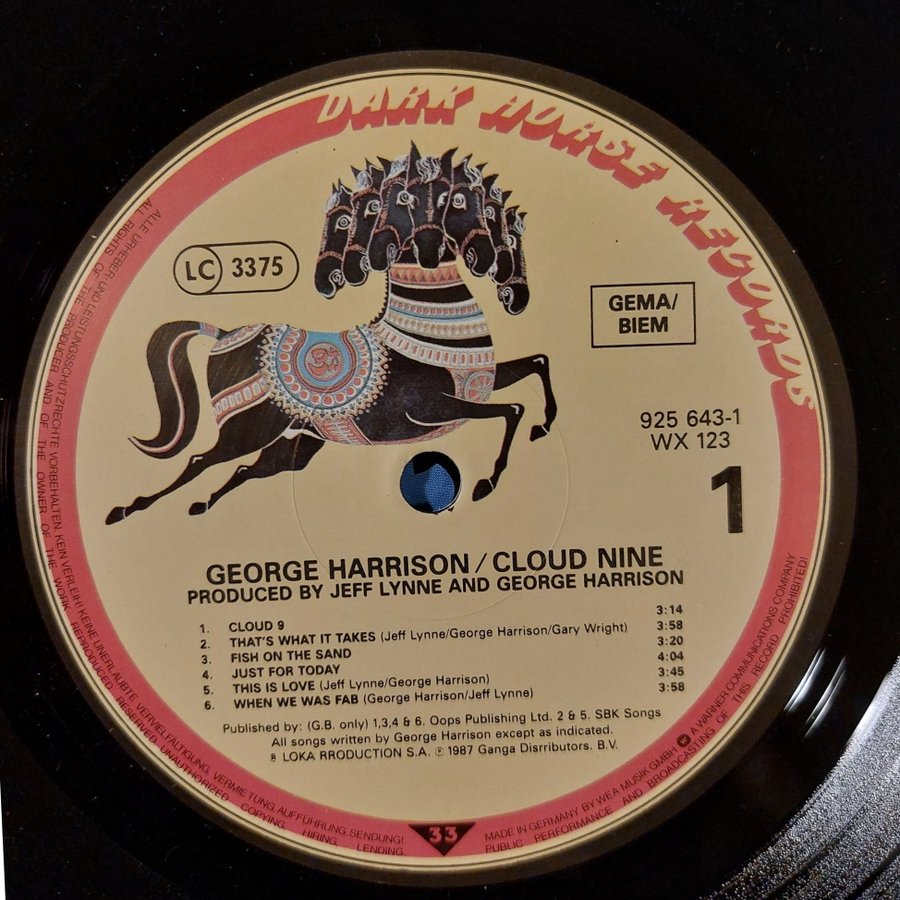 DARK HORSE RECORDS
LC 3375
GEMA/
BIEM
925 643-1
WX 123
1
GEORGE HARRISON / CLOUD NINE
PRODUCED BY JEFF LYNNE AND GEORGE HARRISON
1. CLOUD 9 3:14
2. THAT'S WHAT IT TAKES (Jeff Lynne/George Harrison/Gary Wright) 3:58
3. FISH ON THE SAND 3:20
4. JUST FOR TODAY 4:04
5. THIS IS LOVE (Jeff Lynne/George Harrison) 3:45
6. WHEN WE WAS FAB (George Harrison/Jeff Lynne) 3:58
Published by: (G.B. only) 1,3,4 & 6. Oops Publishing Ltd. 2 & 5. SBK Songs
All songs written by George Harrison except as indicated.
8 LOKA RRODUCTION S.A. ℗ 1987 Ganga Disrributors. B.V.
ALLE URHEBER- UND LEISTUNGSSCHUTZRECHTE VORBEHALTEN KEIN VERLEIH! KEINE UNERLAUBTE VERVIELFÄLTIGUNG, VERMIETUNG, AUFFÜHRUNG, SENDUNG!
ALL RIGHTS OF THE PRODUCER AND OF THE OWNER OF THE WORK REPRODUCED RESERVED. UNAUTHORIZED COPYING, HIRING, LENDING,
33
MADE IN GERMANY BY WEA MUSIK GMBH A WARNER COMMUNICATIONS COMPANY
PUBLIC PERFORMANCE AND BROADCASTING OF THIS RECORD PROHIBITED!